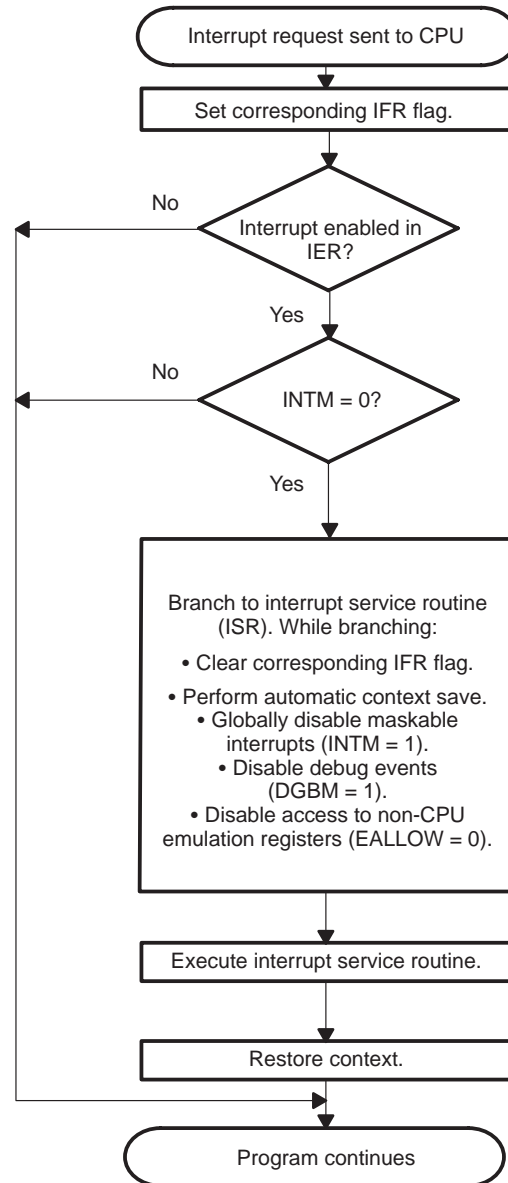 Interrupt request sent to CPU
Set corresponding IFR flag.
No
Interrupt enabled in
IER?
Yes
No
INTM = 0?
Yes
Branch to interrupt service routine
(ISR). While branching:
• Clear corresponding IFR flag.
• Perform automatic context save.
• Globally disable maskable
interrupts (INTM = 1).
• Disable debug events
(DGBM = 1).
• Disable access to non-CPU
emulation registers (EALLOW = 0).
Execute interrupt service routine.
Restore context.
Program continues